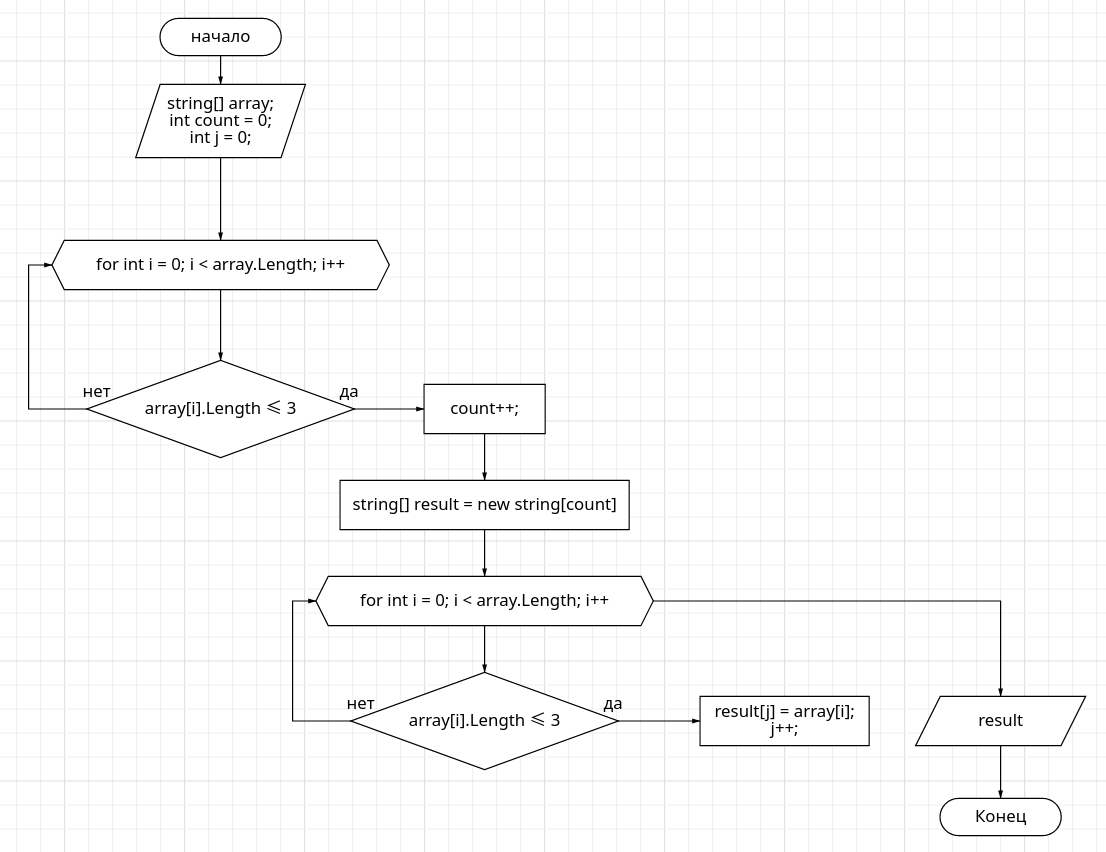 начало
string[] array;
int count = 0;
int j = 0;
for int i = 0; i < array.Length; i++
нет
да
array[i].Length ⩽ 3
count++;
string[] result = new string[count]
for int i = 0; i < array.Length; i++
нет
да
array[i].Length ⩽ 3
result[j] = array[i];
j++;
result
Конец